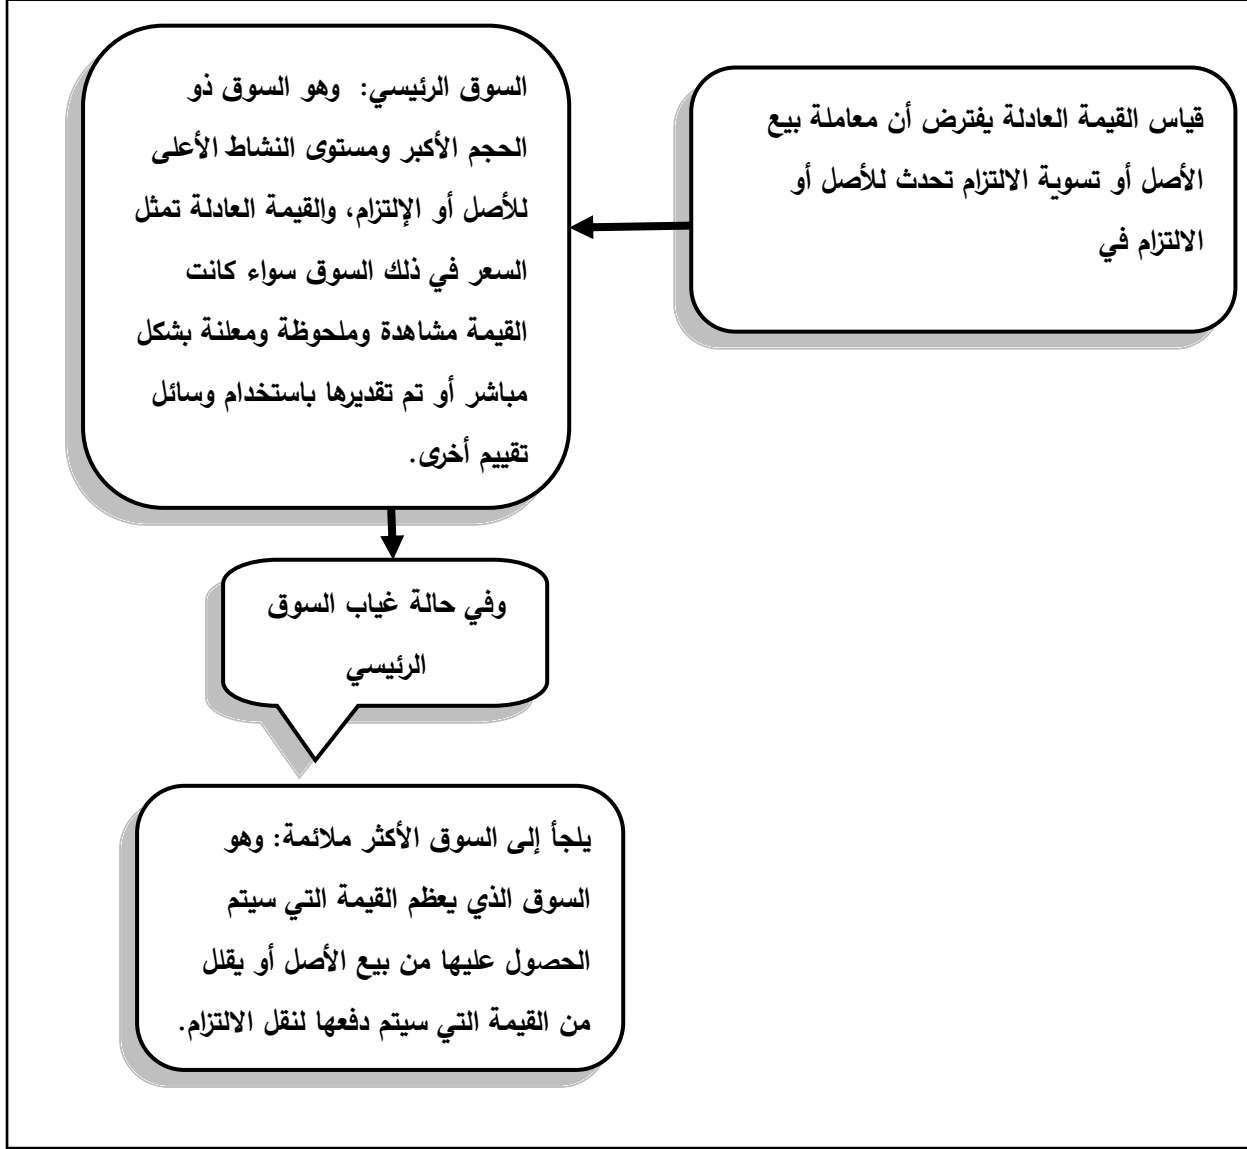 قياس القيمة العادلة يفترض أن معاملة بيع
الأصل أو تسوية الالتزام تحدث للأصل أو
الالتزام في
السوق الرئيسي: وهو السوق ذو
الحجم الأكبر ومستوى النشاط الأعلى
للأصل أو الإلتزام، والقيمة العادلة تمثل
السعر في ذلك السوق سواء كانت
القيمة مشاهدة وملحوظة ومعلنة بشكل
مباشر أو تم تقديرها باستخدام وسائل
تقييم أخرى.
وفي حالة غياب السوق
الرئيسي
يلجأ إلى السوق الأكثر ملائمة: وهو
السوق الذي يعظم القيمة التي سيتم
الحصول عليها من بيع الأصل أو يقلل
من القيمة التي سيتم دفعها لنقل الالتزام.